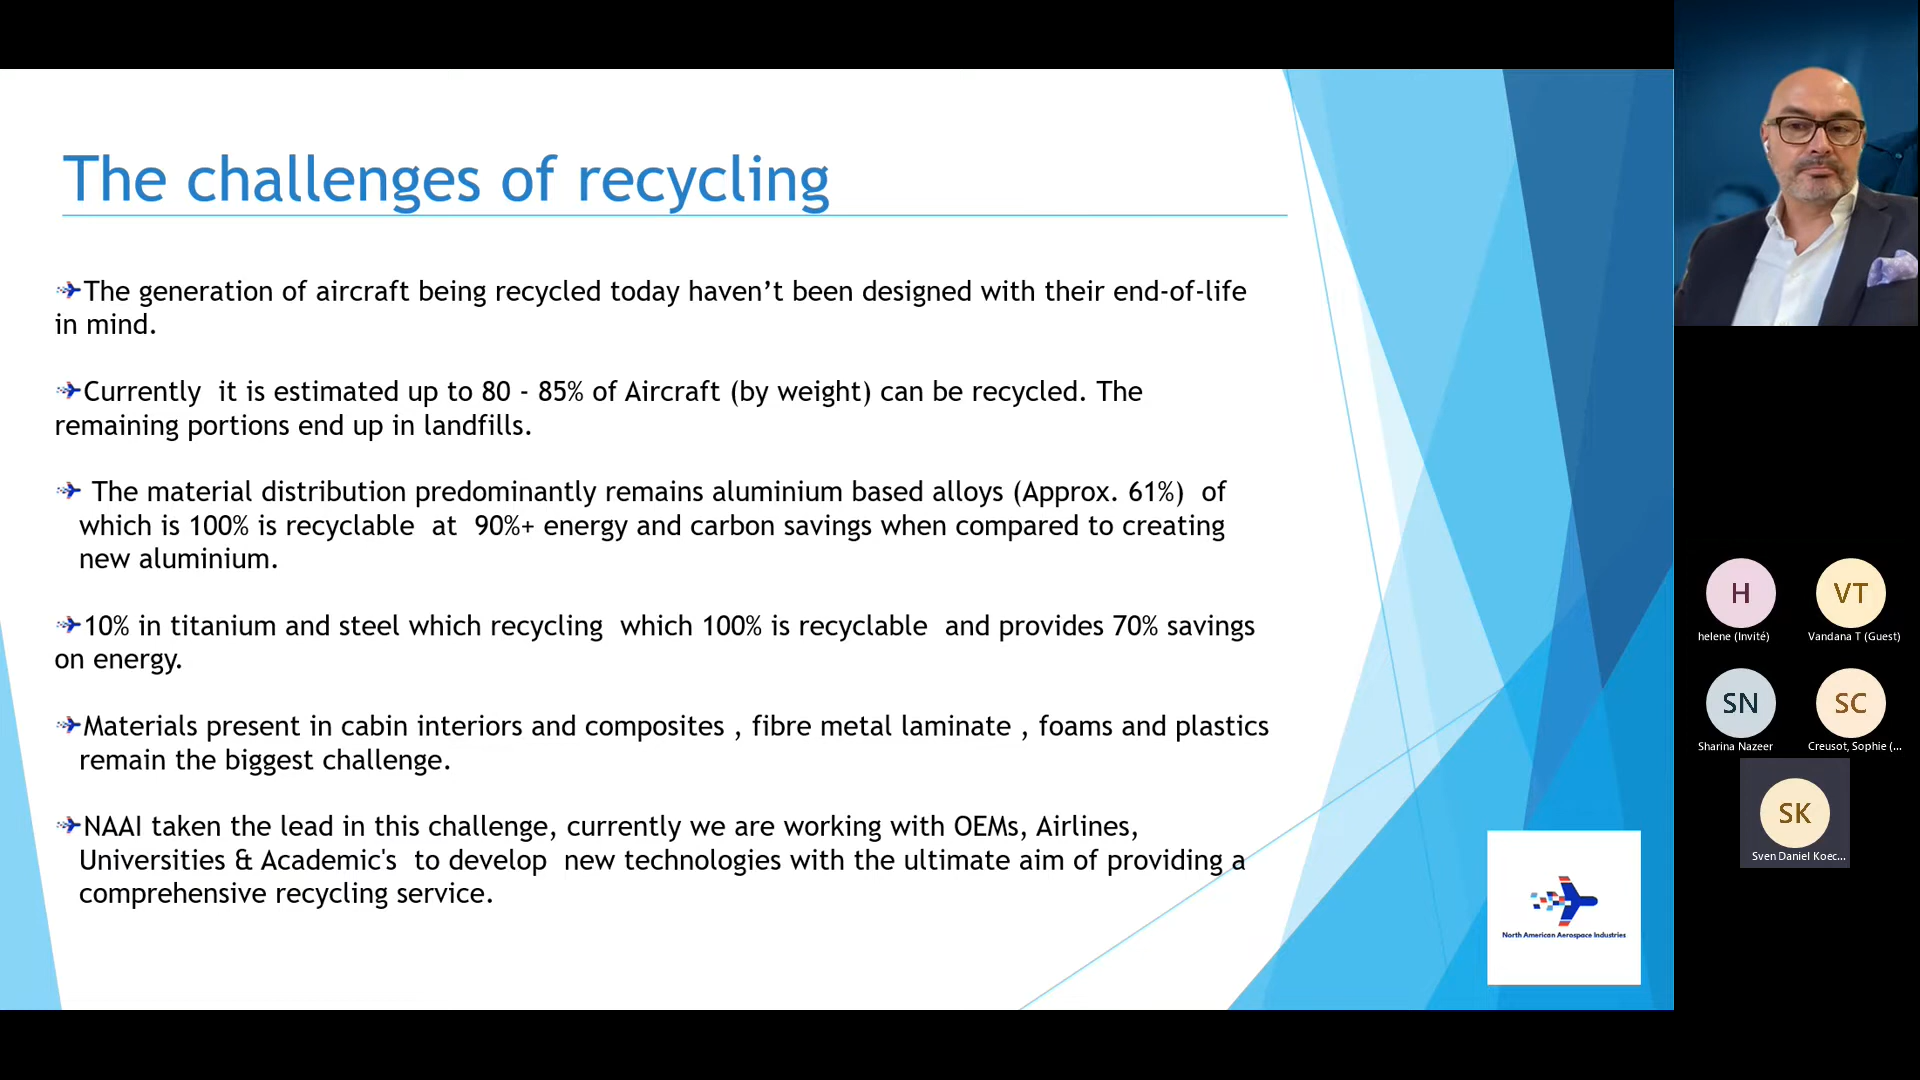 The challenges of recycling
The generation of aircraft being recycled today haven’t been designed with their end-of-life
in mind.
Currently  it is estimated up to 80 - 85% of Aircraft (by weight) can be recycled. The
remaining portions end up in landfills.
The material distribution predominantly remains aluminium based alloys (Approx. 61%)  of
which is 100% is recyclable  at  90%+ energy and carbon savings when compared to creating
new aluminium.
10% in titanium and steel which recycling  which 100% is recyclable  and provides 70% savings
on energy.
Materials present in cabin interiors and composites , fibre metal laminate , foams and plastics
remain the biggest challenge.
NAAI taken the lead in this challenge, currently we are working with OEMs, Airlines,
Universities & Academic's  to develop  new technologies with the ultimate aim of providing a
comprehensive recycling service.
North American Aerospace Industries
H
helene (Invité)
VT
Vandana T (Guest)
SN
Sharina Nazeer
SC
Creusot, Sophie (...
SK
Sven Daniel Koec...